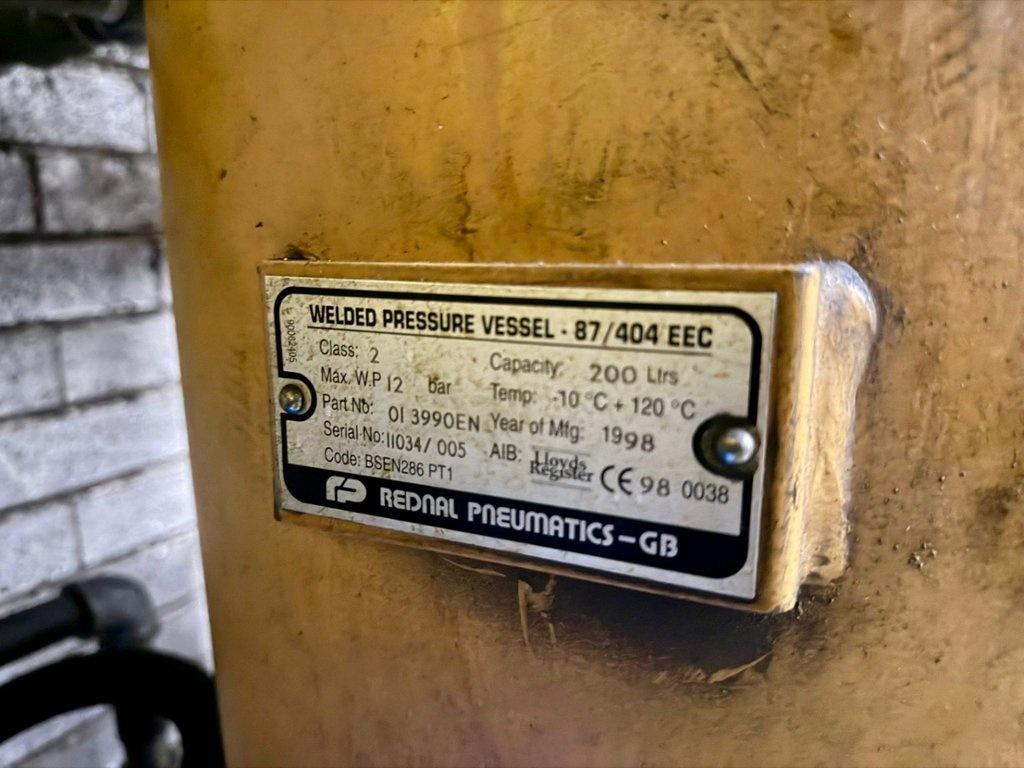 WELDED PRESSURE VESSEL - 87/404 EEC
90062406
Class: 2
Max. W.P 12 bar
Part No: 01 3990EN
Serial No: 11034/ 005
Code: BSEN286 PT1
Capacity: 200 Ltrs
Temp: -10 °C + 120 °C
Year of Mfg: 1998
AIB: Lloyds Register CE 98 0038
rp REDNAL PNEUMATICS-GB